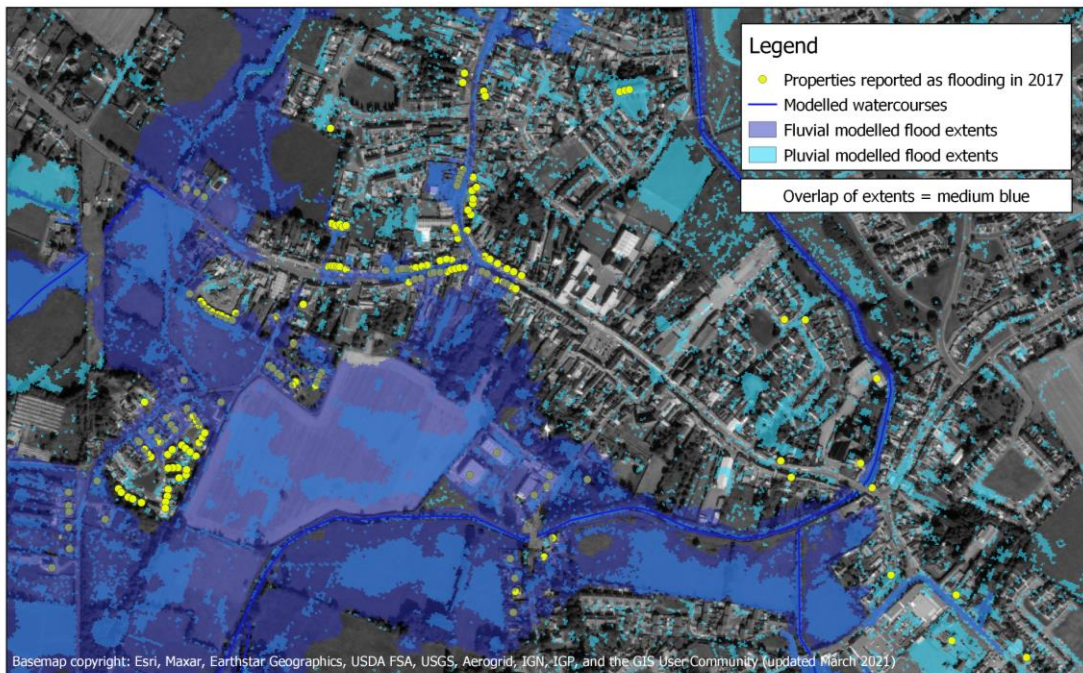 Legend
Properties reported as flooding in 2017
Modelled watercourses
Fluvial modelled flood extents
Pluvial modelled flood extents
Overlap of extents = medium blue
Basemap copyright: Esri, Maxar, Earthstar Geographics, USDA FSA, USGS, Aerogrid, IGN, IGP, and the GIS User Community (updated March 2021)